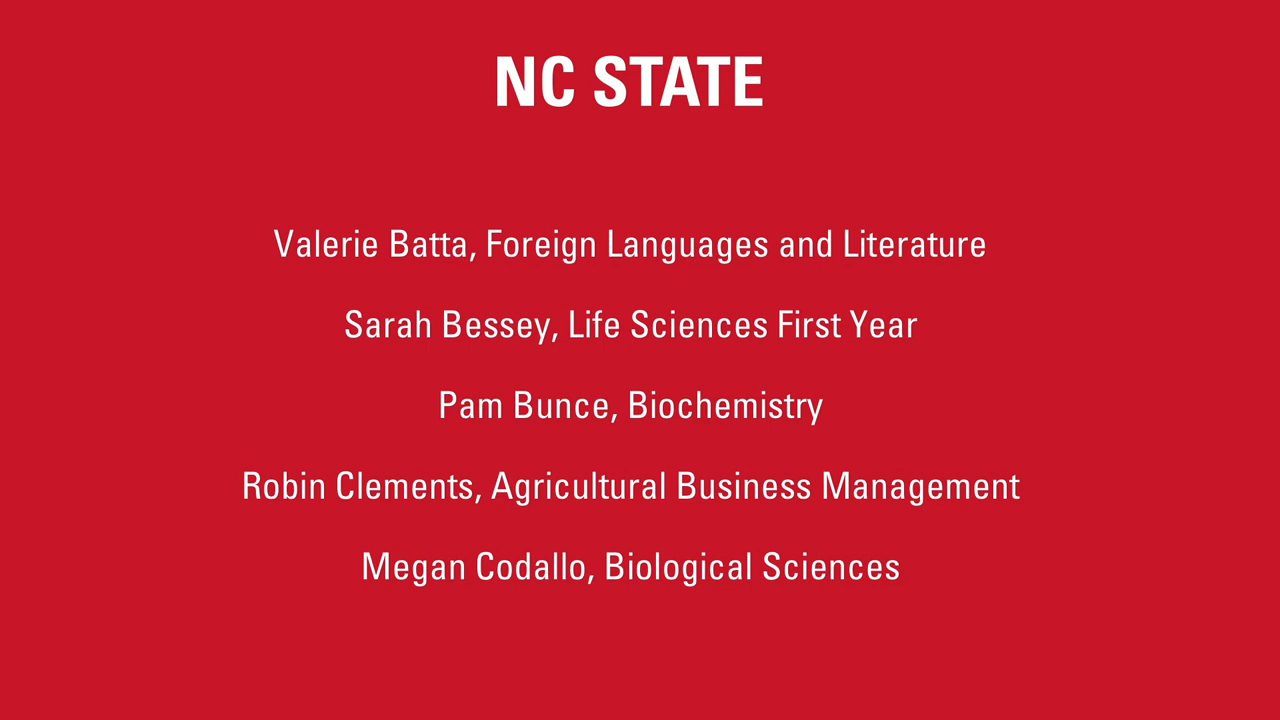 NC STATE
Valerie Batta, Foreign Languages and Literature
Sarah Bessey, Life Sciences First Year
Pam Bunce, Biochemistry
Robin Clements, Agricultural Business Management
Megan Codallo, Biological Sciences